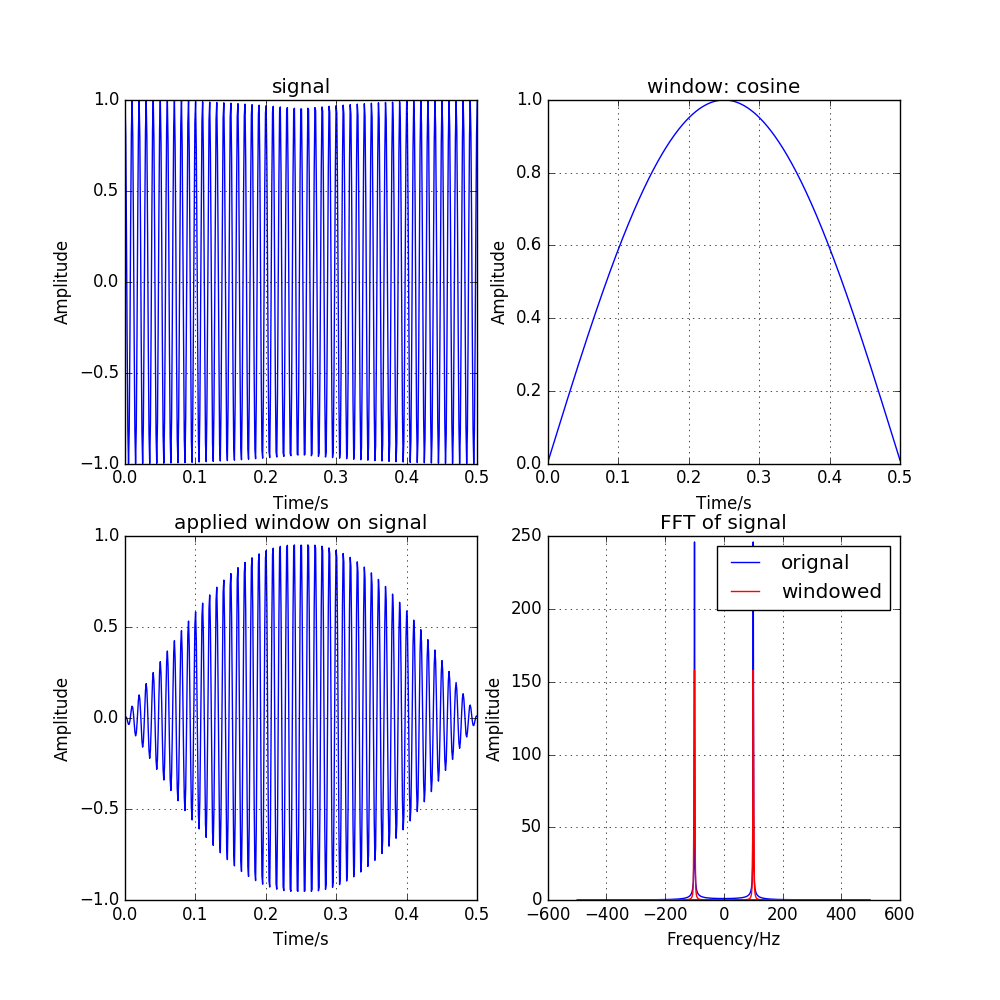 signal
1.0
0.5
0.0
−0.5
−1.0
Amplitude
0.0 0.1 0.2 0.3 0.4 0.5
Time/s
window: cosine
1.0
0.8
0.6
0.4
0.2
0.0
Amplitude
0.0 0.1 0.2 0.3 0.4 0.5
Time/s
applied window on signal
1.0
0.5
0.0
−0.5
−1.0
Amplitude
0.0 0.1 0.2 0.3 0.4 0.5
Time/s
FFT of signal
250
200
150
100
50
0
Amplitude
orignal
windowed
−600 −400 −200 0 200 400 600
Frequency/Hz